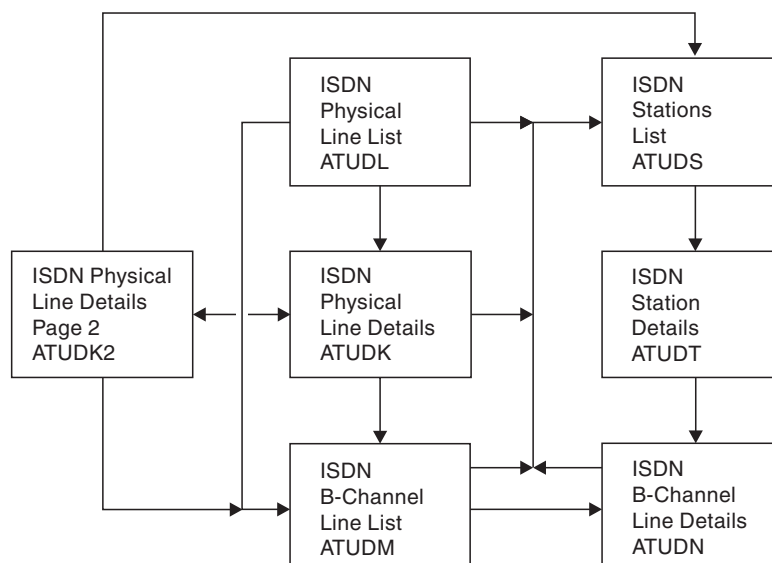 ISDN
Physical
Line List
ATUDL
ISDN
Stations
List
ATUDS
ISDN Physical
Line Details
Page 2
ATUDK2
ISDN
Physical
Line Details
ATUDK
ISDN
Station
Details
ATUDT
ISDN
B-Channel
Line List
ATUDM
ISDN
B-Channel
Line Details
ATUDN